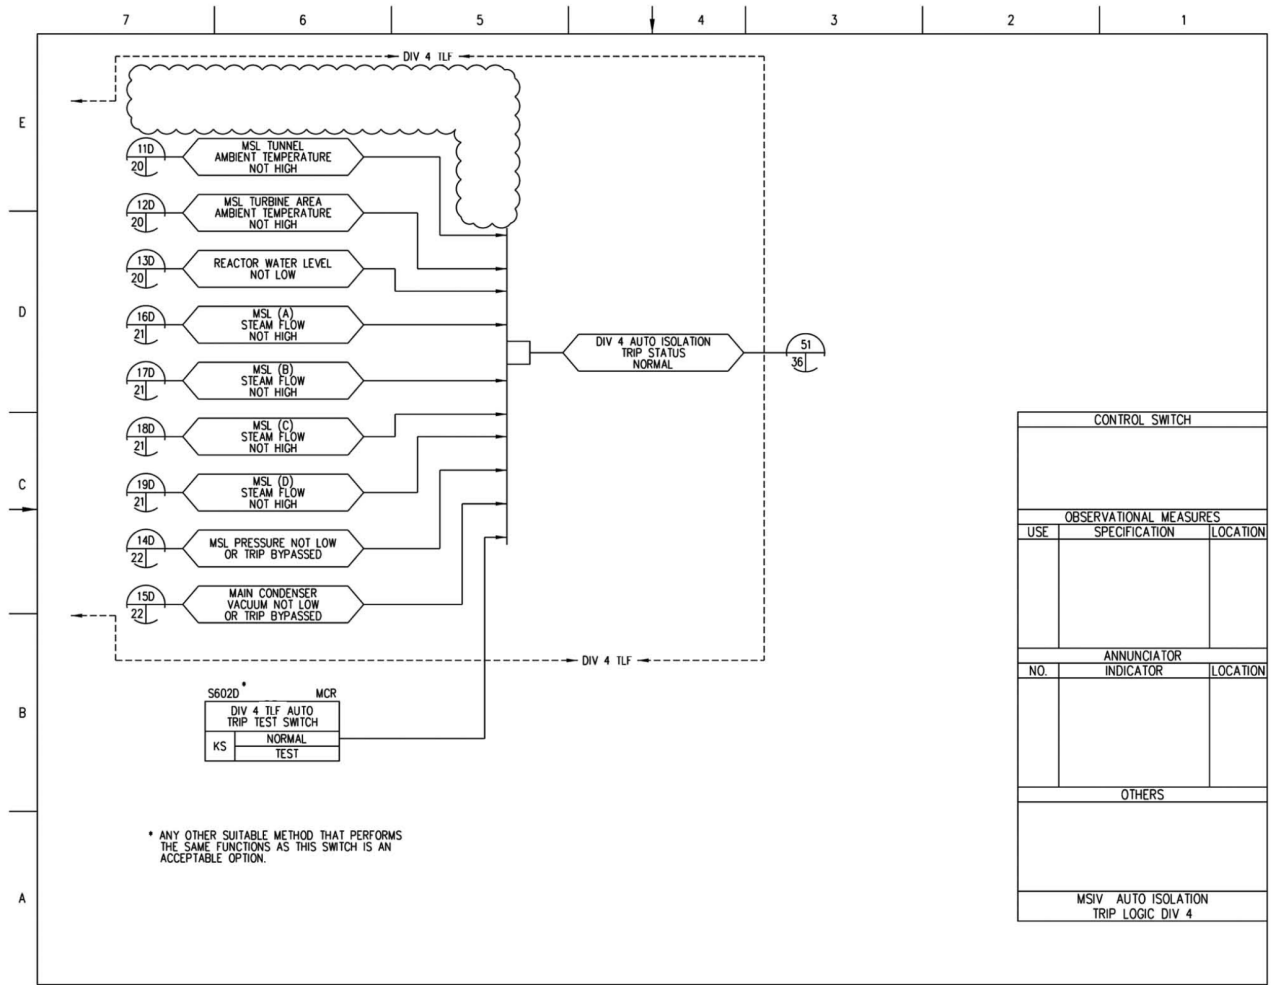 7 6 5 4 3 2 1
DIV 4 TLF
E
11D
20
MSL TUNNEL
AMBIENT TEMPERATURE
NOT HIGH
12D
20
MSL TURBINE AREA
AMBIENT TEMPERATURE
NOT HIGH
13D
20
REACTOR WATER LEVEL
NOT LOW
D
16D
21
MSL (A)
STEAM FLOW
NOT HIGH
DIV 4 AUTO ISOLATION
TRIP STATUS
NORMAL
51
36
17D
21
MSL (B)
STEAM FLOW
NOT HIGH
18D
21
MSL (C)
STEAM FLOW
NOT HIGH
C
19D
21
MSL (D)
STEAM FLOW
NOT HIGH
14D
22
MSL PRESSURE NOT LOW
OR TRIP BYPASSED
15D
22
MAIN CONDENSER
VACUUM NOT LOW
OR TRIP BYPASSED
DIV 4 TLF
B
S602D * MCR
DIV 4 TLF AUTO
TRIP TEST SWITCH
KS
NORMAL
TEST
* ANY OTHER SUITABLE METHOD THAT PERFORMS
THE SAME FUNCTIONS AS THIS SWITCH IS AN
ACCEPTABLE OPTION.
A
CONTROL SWITCH
OBSERVATIONAL MEASURES
USE SPECIFICATION LOCATION
ANNUNCIATOR
NO. INDICATOR LOCATION
OTHERS
MSIV AUTO ISOLATION
TRIP LOGIC DIV 4